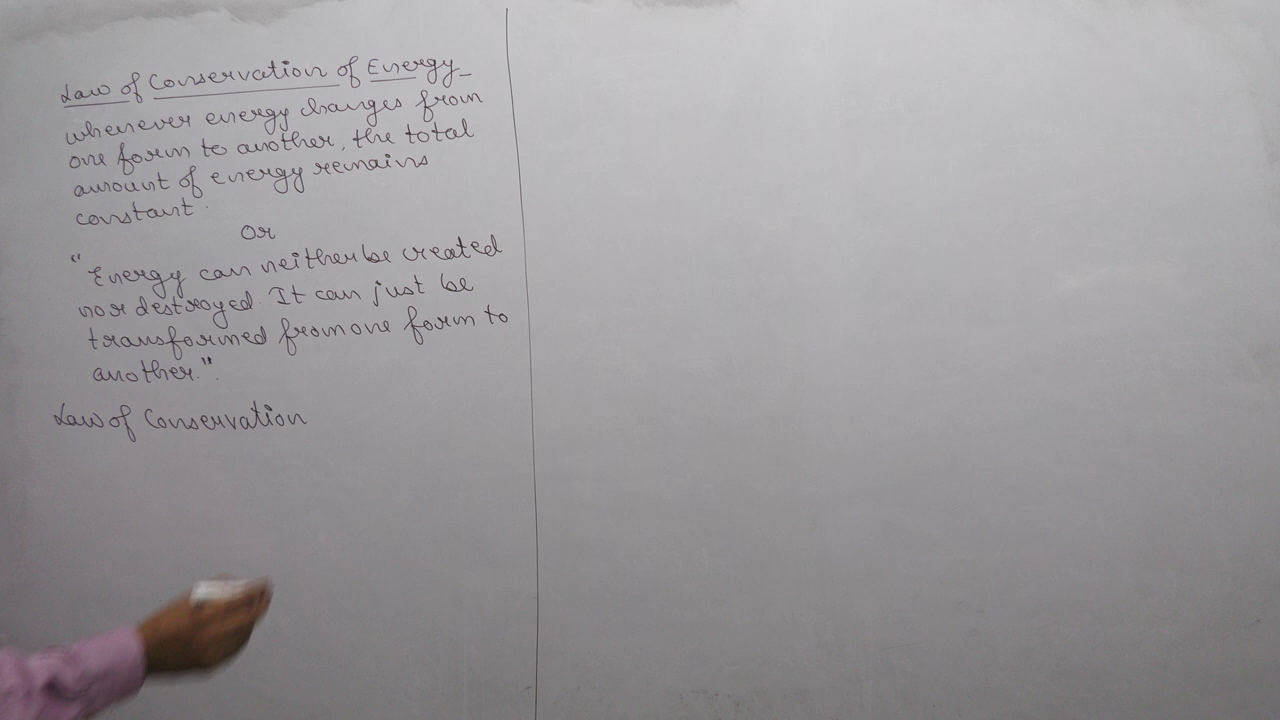 Law of Conservation of Energy-
whenever energy changes from
one form to another, the total
amount of energy remains
constant.
Or
"Energy can neither be created
nor destroyed. It can just be
transformed from one form to
another.".
Law of Conservation